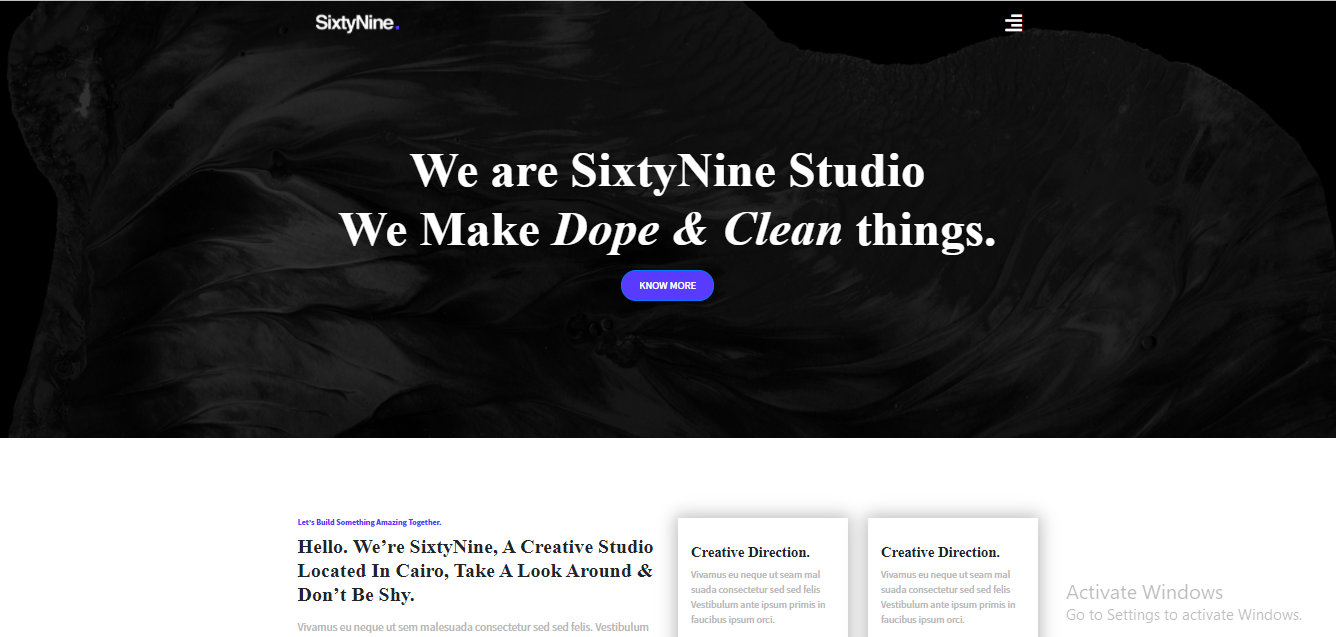 SixtyNine.
We are SixtyNine Studio
We Make Dope & Clean things.
KNOW MORE
Let's Build Something Amazing Together.
Hello. We're SixtyNine, A Creative Studio
Located In Cairo, Take A Look Around &
Don't Be Shy.
Vivamus eu neque ut sem malesuada consectetur sed sed felis. Vestibulum
Creative Direction.
Vivamus eu neque ut seam mal
suada consectetur sed sed felis
Vestibulum ante ipsum primis in
faucibus ipsum orci.
Creative Direction.
Vivamus eu neque ut seam mal
suada consectetur sed sed felis
Vestibulum ante ipsum primis in
faucibus ipsum orci.
Activate Windows
Go to Settings to activate Windows.